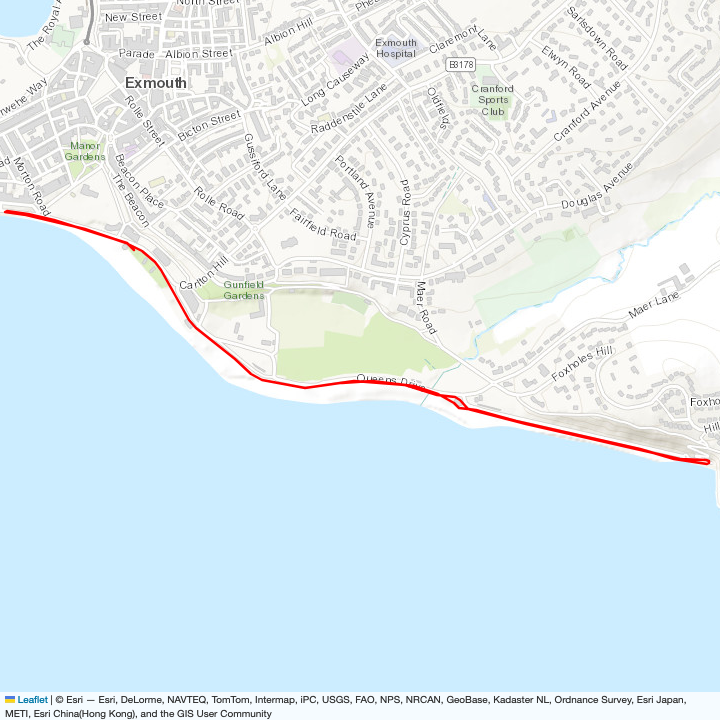 North Street
New Street
Albion Hill
The Royal A
Parade
Albion Street
Exmouth
Hospital
Claremont Lane
Sarlsdown Road
B3178
Elwyn Road
Exmouth
Long Causeway
Cranford
Sports
Club
Cranford Avenue
Rolle Street
Bicton Street
Raddenstile Lane
Oldfields
Manor
Gardens
Gussiford Lane
Morton Road
Beacon Place
The Beacon
Rolle Road
Portland Avenue
Cyprus Road
Douglas Avenue
Fairfield Road
Carlton Hill
Gunfield
Gardens
Maer Road
Maer Lane
Foxholes Hill
Queens Drive
Foxho
Hill
Leaflet | © Esri — Esri, DeLorme, NAVTEQ, TomTom, Intermap, iPC, USGS, FAO, NPS, NRCAN, GeoBase, Kadaster NL, Ordnance Survey, Esri Japan,
METI, Esri China(Hong Kong), and the GIS User Community